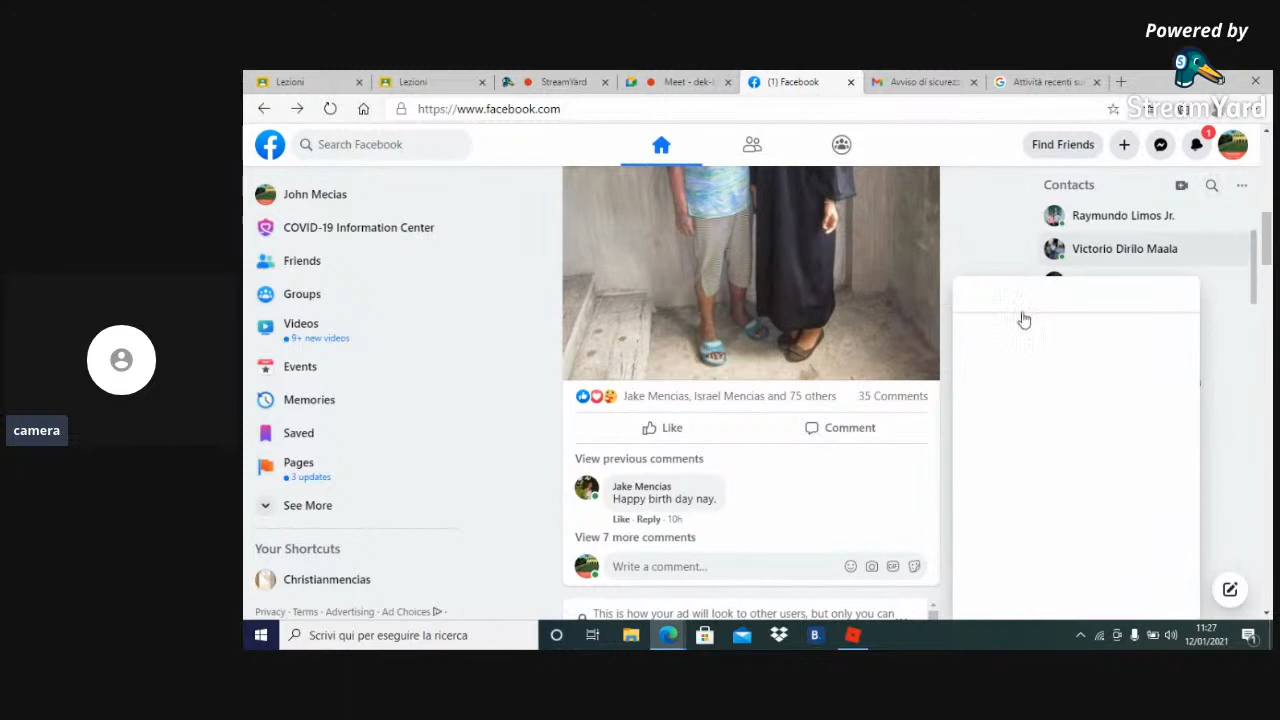 Powered by
StreamYard
Lezioni
Lezioni
StreamYard
Meet - dek-
(1) Facebook
Avviso di sicurez
Attività recenti su
https://www.facebook.com
Search Facebook
Find Friends
1
John Mecias
COVID-19 Information Center
Friends
Groups
Videos
9+ new videos
Events
Memories
Saved
Pages
3 updates
See More
Your Shortcuts
Christianmencias
Privacy · Terms · Advertising · Ad Choices ·
Jake Mencias, Israel Mencias and 75 others
35 Comments
Like
Comment
View previous comments
Jake Mencias
Happy birth day nay.
Like · Reply · 10h
View 7 more comments
Write a comment...
GIF
This is how your ad will look to other users, but only you can...
Contacts
Raymundo Limos Jr.
Victorio Dirilo Maala
camera
Scrivi qui per eseguire la ricerca
B.
11:27
12/01/2021
1